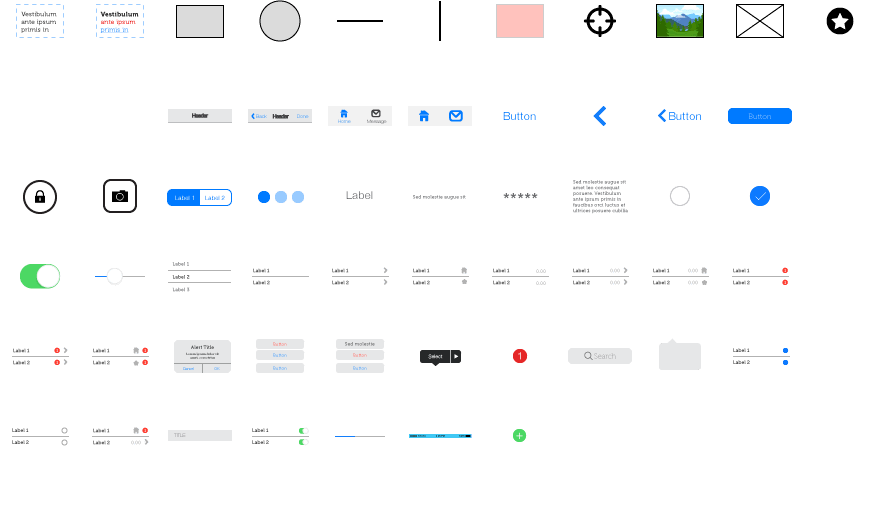 Vestibulum
ante ipsum
primis in
Vestibulum
ante ipsum
primis in
Header
Back Header Done
Home Message
Button
Button
Button
Label 1 Label 2
Label
Sed molestie augue sit
*****
Sed molestie augue sit
amet leo consequat
posuere. Vestibulum
ante ipsum primis in
faucibus orci luctus et
ultrices posuere cubilia
Label 1
Label 2
Label 3
Label 1
Label 2
Label 1
Label 2
Label 1
Label 2
Label 1 0.00
Label 2 0.00
Label 1 0.00
Label 2 0.00
Label 1 0.00
Label 2 0.00
Label 1
Label 2
Label 1
Label 2
Label 1
Label 2
Alert Title
Cancel
Button
Button
Button
Sed molestie
Button
Button
Select
1
Search
Label 1
Label 2
Label 1
Label 2
Label 1
Label 2 0.00
TITLE
Label 1
Label 2